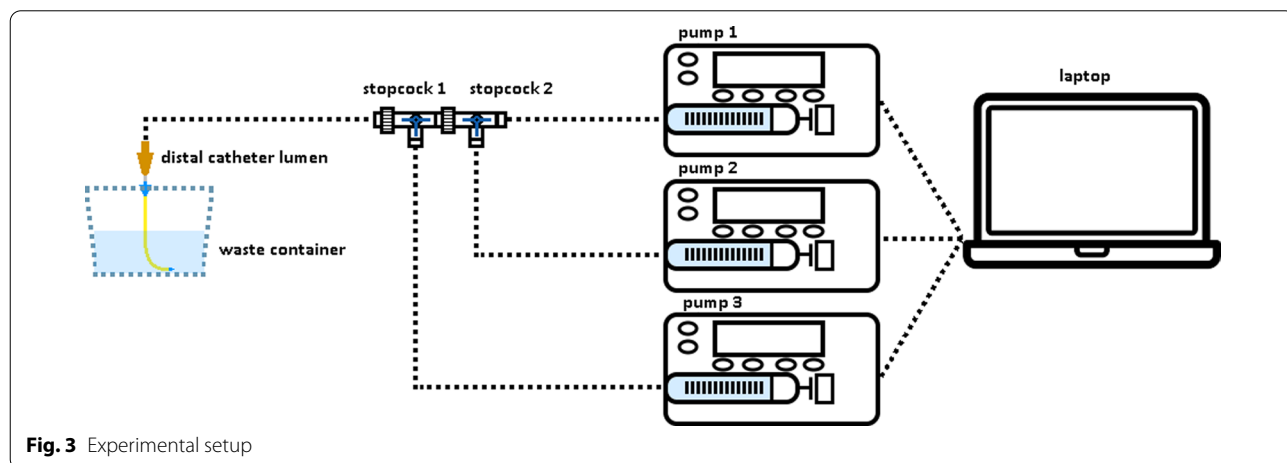 pump 1
laptop
stopcock 1 stopcock 2
distal catheter lumen
pump 2
waste container
pump 3
Fig. 3 Experimental setup